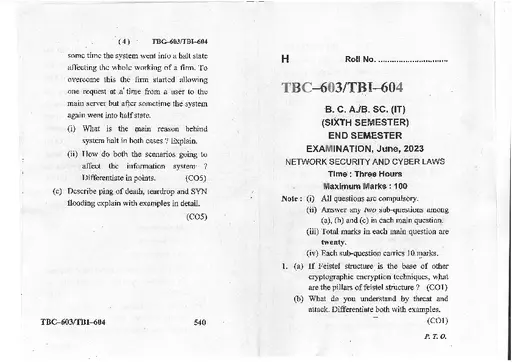 ( 4 ) TBC-603/TBI-604
some time the system went into a halt state
affecting the whole working of a firm. To
overcome this the firm started allowing
one request at a time from a user to the
main server but after sometime the system
again went into half state.
(i) What is the main reason behind
system halt in both cases ? Explain.
(ii) How do both the scenarios going to
affect the information system ?
Differentiate in points. (CO5)
(c) Describe ping of death, teardrop and SYN
flooding explain with examples in detail.
(CO5)
TBC-603/TBI-604 540
H Roll No. ..............................
TBC-603/TBI-604
B. C. A./B. SC. (IT)
(SIXTH SEMESTER)
END SEMESTER
EXAMINATION, June, 2023
NETWORK SECURITY AND CYBER LAWS
Time : Three Hours
Maximum Marks : 100
Note : (i) All questions are compulsory.
(ii) Answer any two sub-questions among
(a), (b) and (c) in each main question.
(iii) Total marks in each main question are
twenty.
(iv) Each sub-question carries 10 marks.
1. (a) If Feistel structure is the base of other
cryptographic encryption techniques, what
are the pillars of feistel structure ? (CO1)
(b) What do you understand by threat and
attack. Differentiate both with examples.
(CO1)
P. T. O.